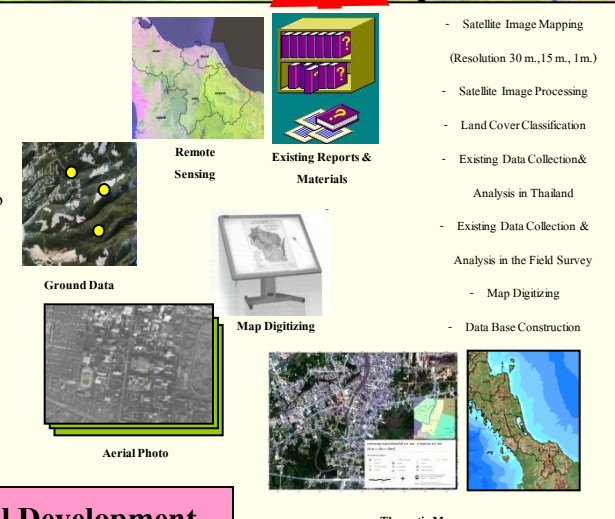 - Satellite Image Mapping
(Resolution 30 m.,15 m., 1m.)
- Satellite Image Processing
- Land Cover Classification
- Existing Data Collection&
Analysis in Thailand
- Existing Data Collection &
Analysis in the Field Survey
- Map Digitizing
- Data Base Construction
Remote
Sensing
Existing Reports &
Materials
Ground Data
Map Digitizing
Aerial Photo
Development